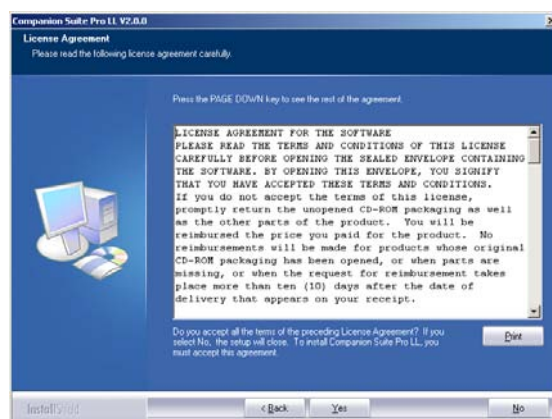 Companion Suite Pro LL V2.0.0
License Agreement
Please read the following license agreement carefully.
Press the PAGE DOWN key to see the rest of the agreement.
LICENSE AGREEMENT FOR THE SOFTWARE
PLEASE READ THE TERMS AND CONDITIONS OF THIS LICENSE
CAREFULLY BEFORE OPENING THE SEALED ENVELOPE CONTAINING
THE SOFTWARE. BY OPENING THIS ENVELOPE, YOU SIGNIFY
THAT YOU HAVE ACCEPTED THESE TERMS AND CONDITIONS.
If you do not accept the terms of this license,
promptly return the unopened CD-ROM packaging as well
as the other parts of the product. You will be
reimbursed the price you paid for the product. No
reimbursements will be made for products whose original
CD-ROM packaging has been opened, or when parts are
missing, or when the request for reimbursement takes
place more than ten (10) days after the date of
delivery that appears on your receipt.
Do you accept all the terms of the preceding License Agreement? If you
select No, the setup will close. To install Companion Suite Pro LL, you
must accept this agreement.
Print
InstallShield
< Back
Yes
No